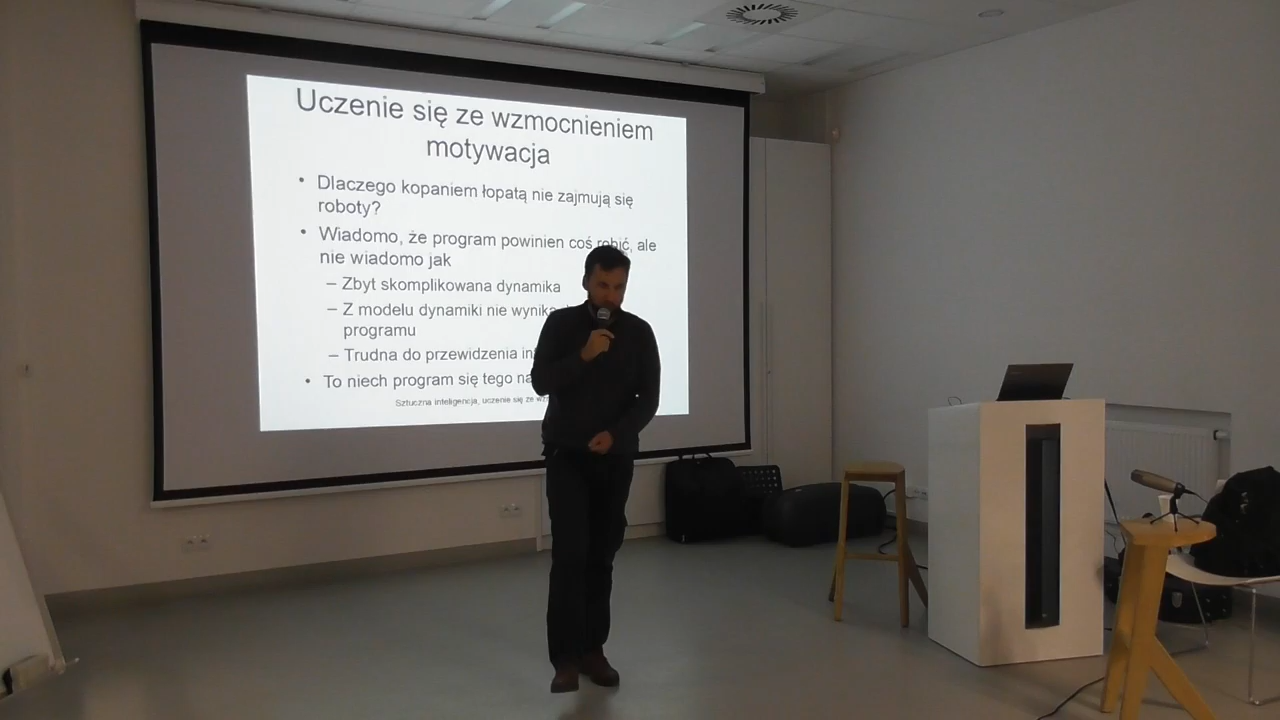 Uczenie się ze wzmocnieniem
motywacja
• Dlaczego kopaniem łopatą nie zajmują się
roboty?
• Wiadomo, że program powinien coś robić, ale
nie wiadomo jak
– Zbyt skomplikowana dynamika
– Z modelu dynamiki nie
programu
– Trudna do przewidzenia
• To niech program się tego
Sztuczna inteligencja, uczenie się ze